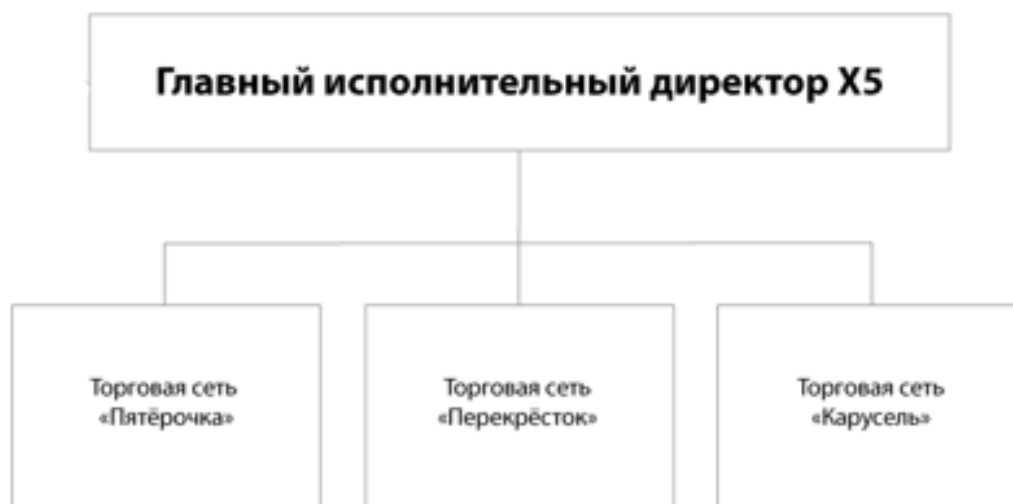 Главный исполнительный директор X5
Торговая сеть
«Пятёрочка»
Торговая сеть
«Перекрёсток»
Торговая сеть
«Карусель»